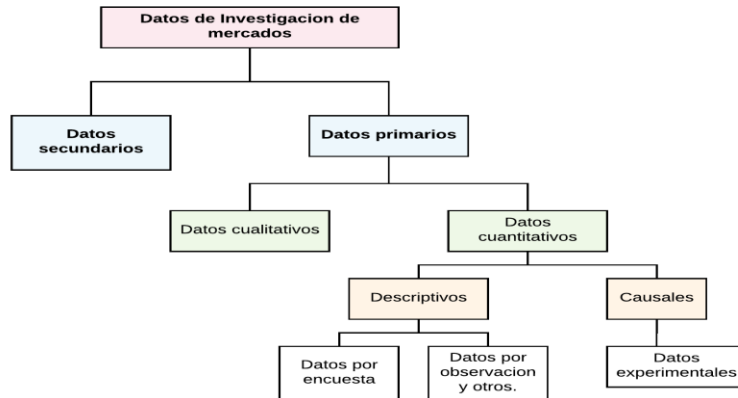 Datos de Investigacion de
mercados
Datos
secundarios
Datos primarios
Datos cualitativos
Datos
cuantitativos
Descriptivos
Causales
Datos por
encuesta
Datos por
observacion
y otros.
Datos
experimentales